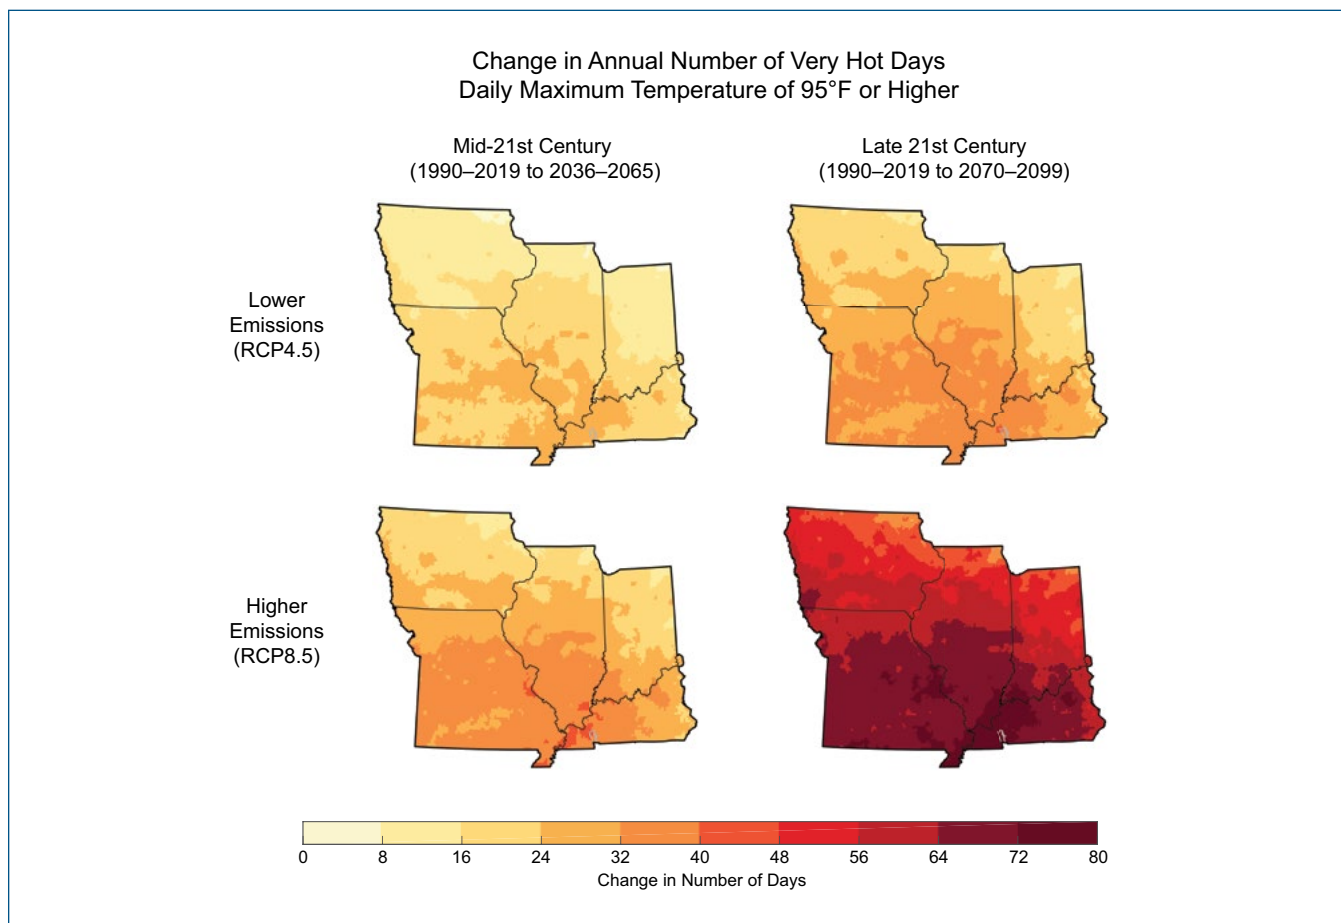 Change in Annual Number of Very Hot Days
Daily Maximum Temperature of 95°F or Higher
Mid-21st Century
(1990–2019 to 2036–2065)
Late 21st Century
(1990–2019 to 2070–2099)
Lower
Emissions
(RCP4.5)
Higher
Emissions
(RCP8.5)
0 8 16 24 32 40 48 56 64 72 80
Change in Number of Days